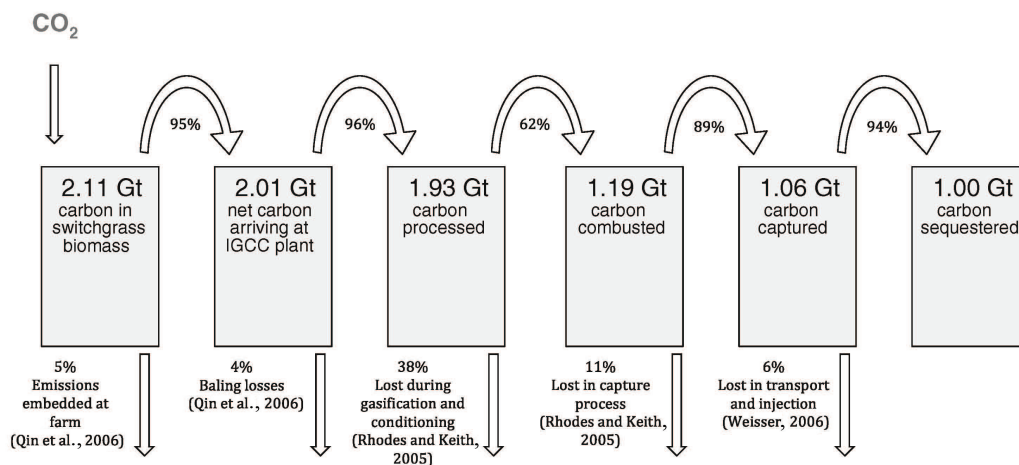 CO2
95%
96%
62%
89%
94%
2.11 Gt
carbon in
switchgrass
biomass
2.01 Gt
net carbon
arriving at
IGCC plant
1.93 Gt
carbon
processed
1.19 Gt
carbon
combusted
1.06 Gt
carbon
captured
1.00 Gt
carbon
sequestered
5%
Emissions
embedded at
farm
(Qin et al., 2006)
4%
Baling losses
(Qin et al., 2006)
38%
Lost during
gasification and
conditioning
(Rhodes and Keith,
2005)
11%
Lost in capture
process
(Rhodes and Keith,
2005)
6%
Lost in transport
and injection
(Weisser, 2006)